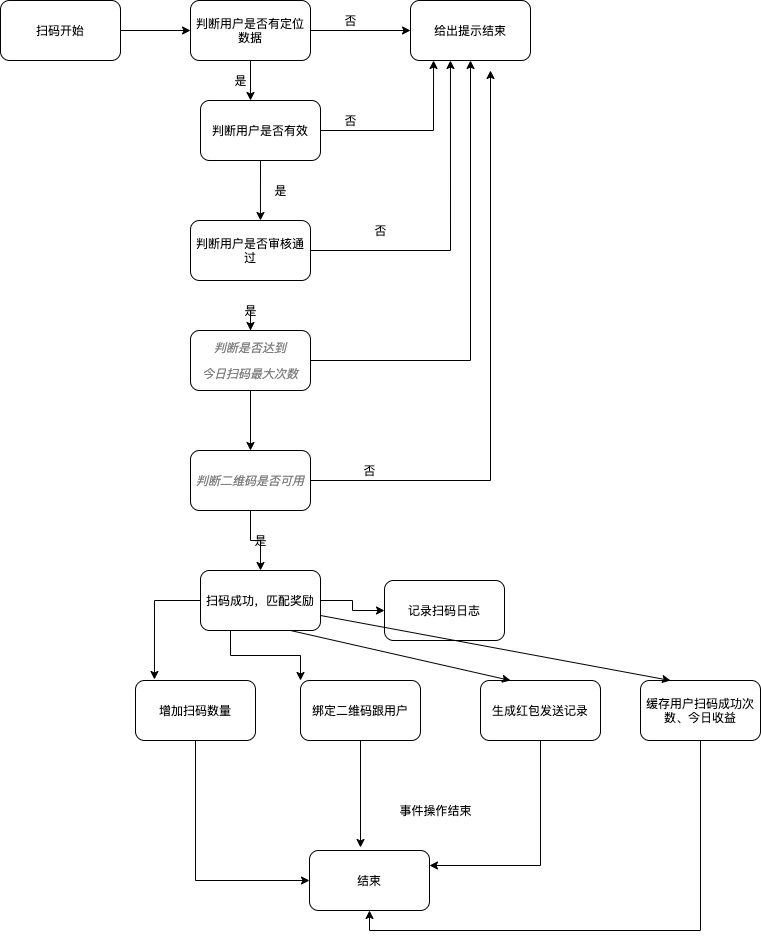 扫码开始
判断用户是否有定位
数据
否
给出提示结束
是
判断用户是否有效
否
是
判断用户是否审核通
过
否
是
判断是否达到
今日扫码最大次数
判断二维码是否可用
否
是
扫码成功，匹配奖励
记录扫码日志
增加扫码数量
绑定二维码跟用户
生成红包发送记录
缓存用户扫码成功次
数、今日收益
事件操作结束
结束